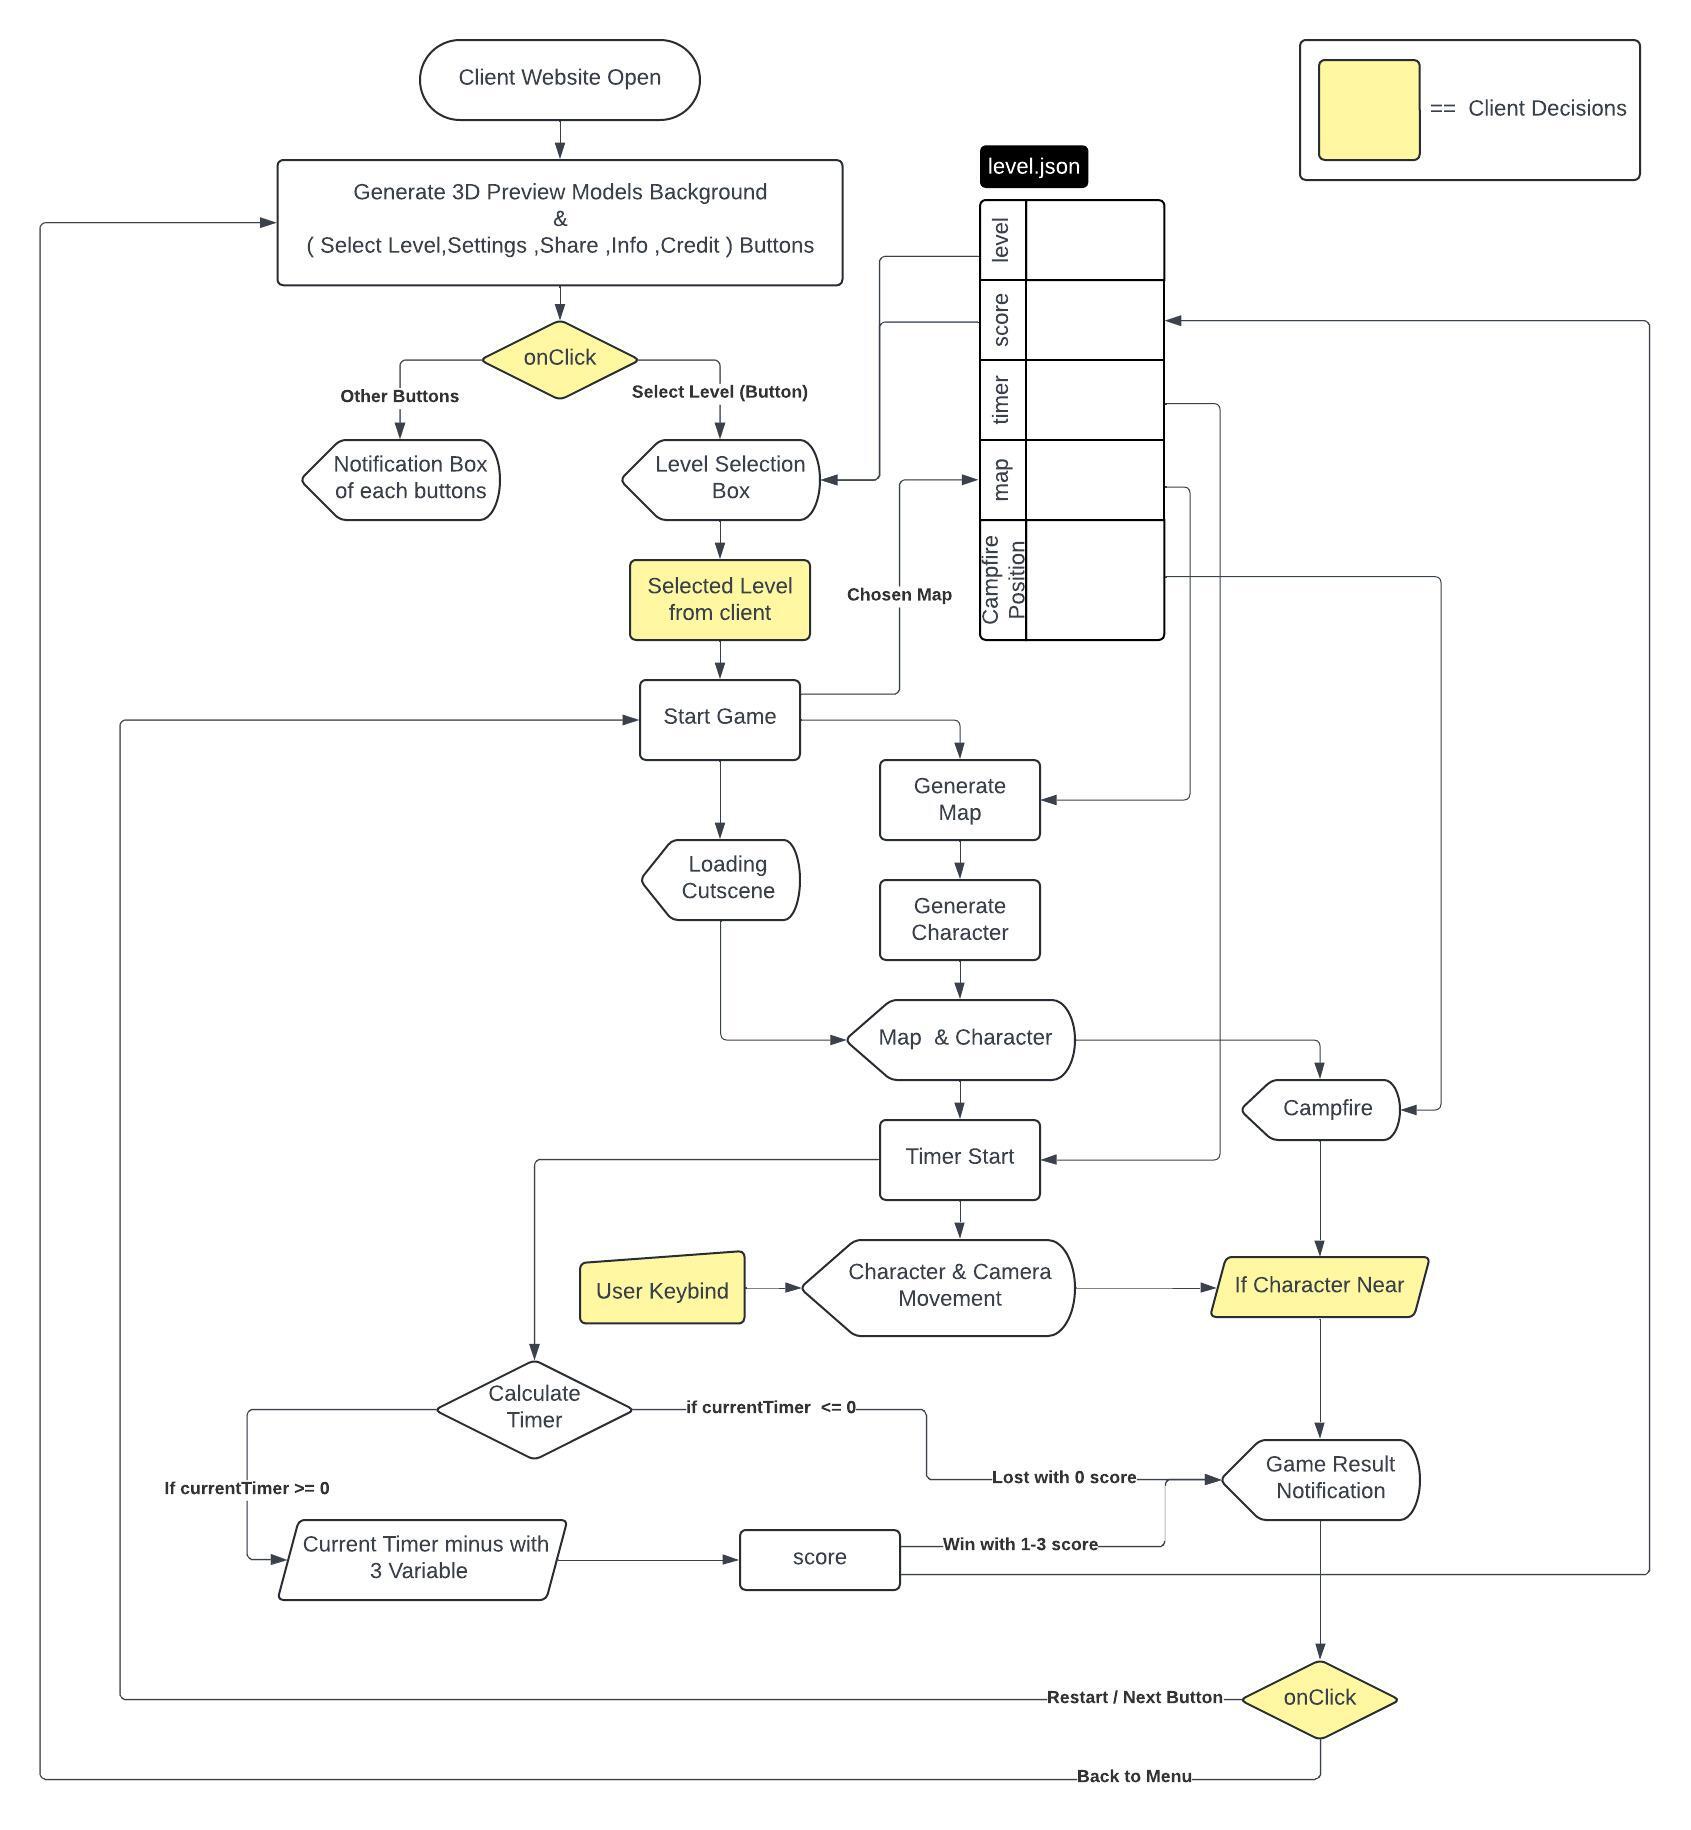 Client Website Open
== Client Decisions
level.json
Generate 3D Preview Models Background
&
( Select Level,Settings ,Share ,Info ,Credit ) Buttons
level
score
timer
map
Campfire
Position
onClick
Other Buttons
Select Level (Button)
Notification Box
of each buttons
Level Selection
Box
Selected Level
from client
Chosen Map
Start Game
Generate
Map
Loading
Cutscene
Generate
Character
Map  & Character
Campfire
Timer Start
User Keybind
Character & Camera
Movement
If Character Near
Calculate
Timer
if currentTimer  <= 0
Lost with 0 score
Game Result
Notification
If currentTimer >= 0
Current Timer minus with
3 Variable
score
Win with 1-3 score
Restart / Next Button
onClick
Back to Menu